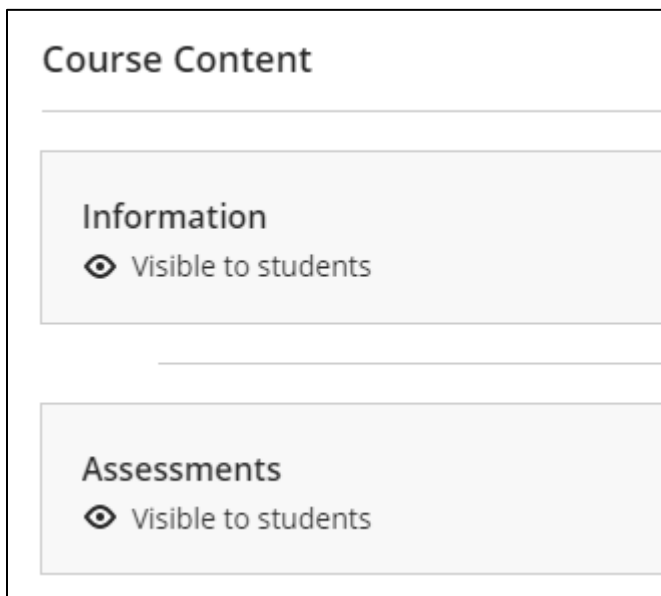 Course Content
Information
Visible to students
Assessments
Visible to students